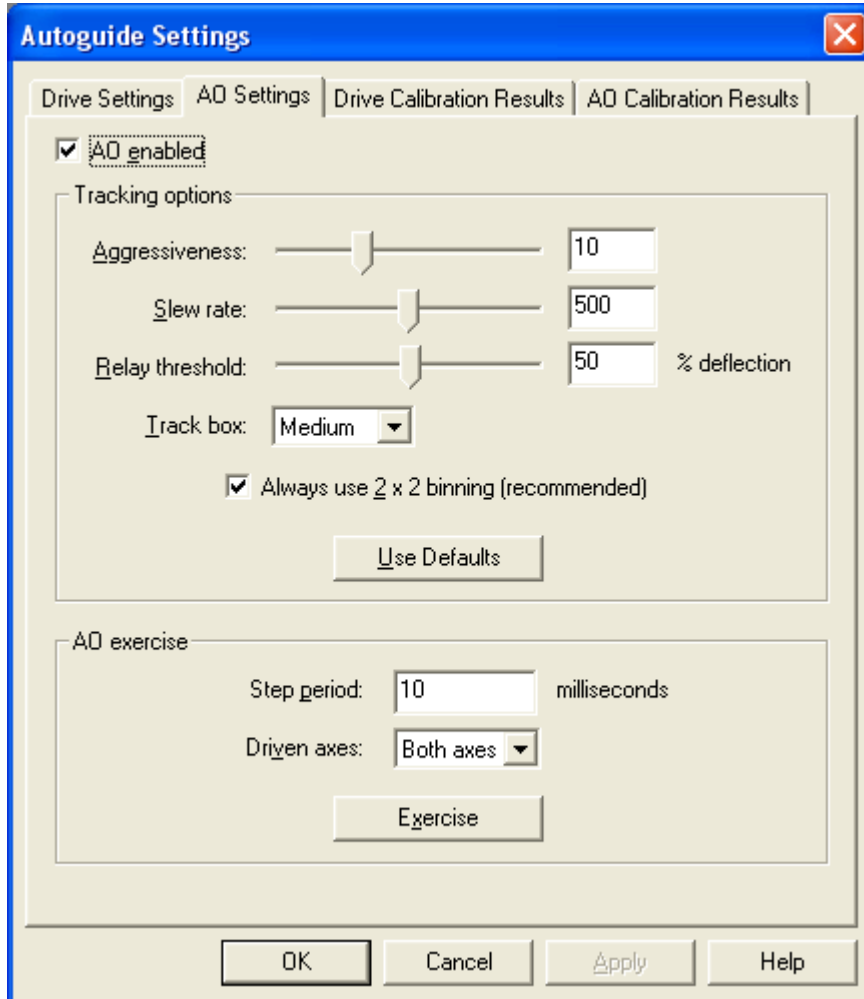 Autoguide Settings
Drive Settings AO Settings Drive Calibration Results AO Calibration Results
AO enabled
Tracking options
Aggressiveness: 10
Slew rate: 500
Relay threshold: 50 % deflection
Track box: Medium
Always use 2 x 2 binning (recommended)
Use Defaults
AO exercise
Step period: 10 milliseconds
Driven axes: Both axes
Exercise
OK Cancel Apply Help